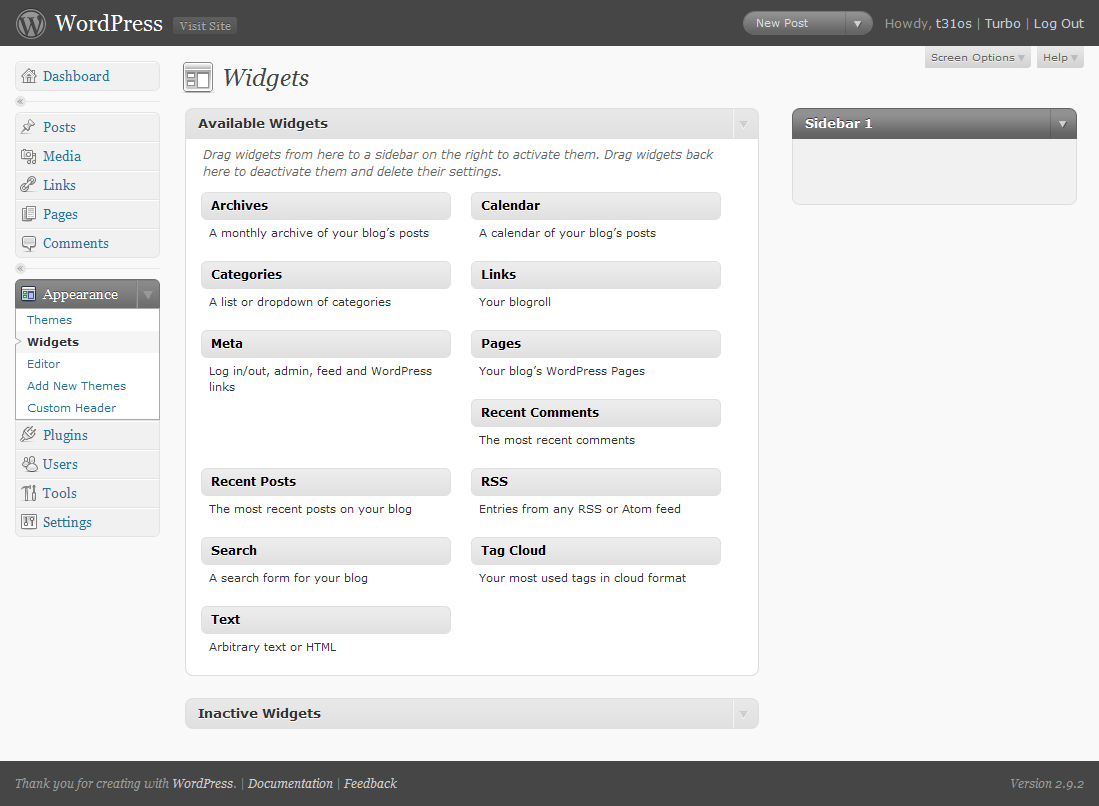 WordPress Visit Site
New Post
Howdy, t31os | Turbo | Log Out
Screen Options
Help
Dashboard
Posts
Media
Links
Pages
Comments
Appearance
Themes
Widgets
Editor
Add New Themes
Custom Header
Plugins
Users
Tools
Settings
Widgets
Available Widgets
Drag widgets from here to a sidebar on the right to activate them. Drag widgets back
here to deactivate them and delete their settings.
Archives
A monthly archive of your blog’s posts
Calendar
A calendar of your blog’s posts
Categories
A list or dropdown of categories
Links
Your blogroll
Meta
Log in/out, admin, feed and WordPress
links
Pages
Your blog’s WordPress Pages
Recent Comments
The most recent comments
Recent Posts
The most recent posts on your blog
RSS
Entries from any RSS or Atom feed
Search
A search form for your blog
Tag Cloud
Your most used tags in cloud format
Text
Arbitrary text or HTML
Inactive Widgets
Sidebar 1
Thank you for creating with WordPress. | Documentation | Feedback
Version 2.9.2